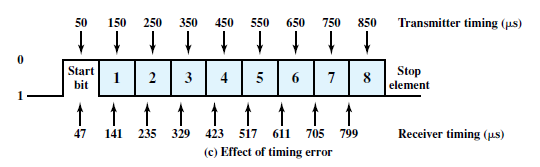 50 150 250 350 450 550 650 750 850 Transmitter timing (μs)
0
Start bit 1 2 3 4 5 6 7 8 Stop element
1
47 141 235 329 423 517 611 705 799 Receiver timing (μs)
(c) Effect of timing error